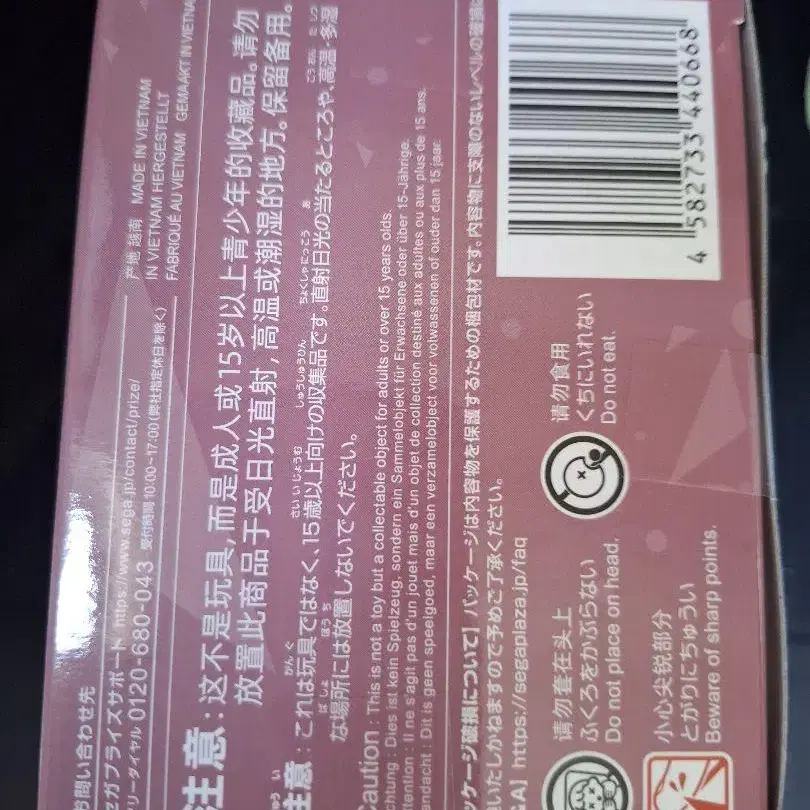 お問い合わせ先
セガプライズサポート https://www.sega.jp/contact/prize/
フリーダイヤル 0120-680-043 受付時間 10:00~17:00(弊社指定休日を除く)
产地 越南 MADE IN VIETNAM
IN VIETNAM HERGESTELLT
FABRIQUÉ AU VIETNAM GEMAAKT IN VIETNAM
注意:这不是玩具,而是成人或15岁以上青少年的收藏品。请勿
放置此商品于受日光直射,高温或潮湿的地方。保留备用。
注意:これは玩具ではなく、15歳以上向けの収集品です。直射日光の当たるところや、高温・多湿
な場所には放置しないでください。
Caution : This is not a toy but a collectable object for adults or over 15 years olds.
Achtung : Dies ist kein Spielzeug, sondern ein Sammelobjekt für Erwachsene oder über 15-Jährige.
Attention : Il ne s'agit pas d'un jouet mais d'un objet de collection destiné aux adultes ou aux plus de 15 ans.
Aandacht : Dit is geen speelgoed, maar een verzamelobject voor volwassenen of ouder dan 15 jaar.
ケージ破損について】パッケージは内容物を保護するための梱包材です。内容物に支障のないレベルの破損に
いたしかねますので予めご了承ください。
&A] https://segaplaza.jp/faq
请勿套在头上
ふくろをかぶらない
Do not place on head.
请勿食用
くちにいれない
Do not eat.
小心尖锐部分
とがりにちゅうい
Beware of sharp points.
4 582733 440668